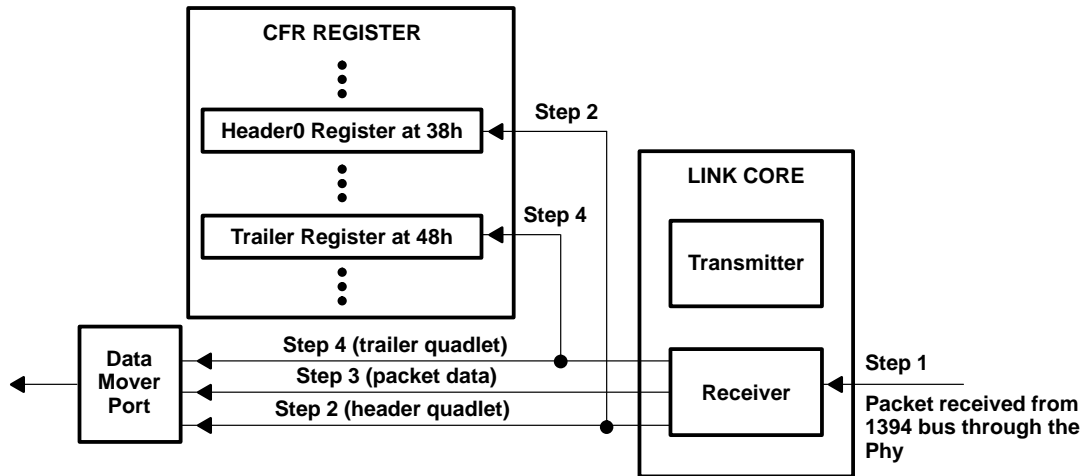 CFR REGISTER
Header0 Register at 38h
Step 2
LINK CORE
Trailer Register at 48h
Step 4
Transmitter
Data
Mover
Port
Step 4 (trailer quadlet)
Step 3 (packet data)
Step 2 (header quadlet)
Receiver
Step 1
Packet received from
1394 bus through the
Phy